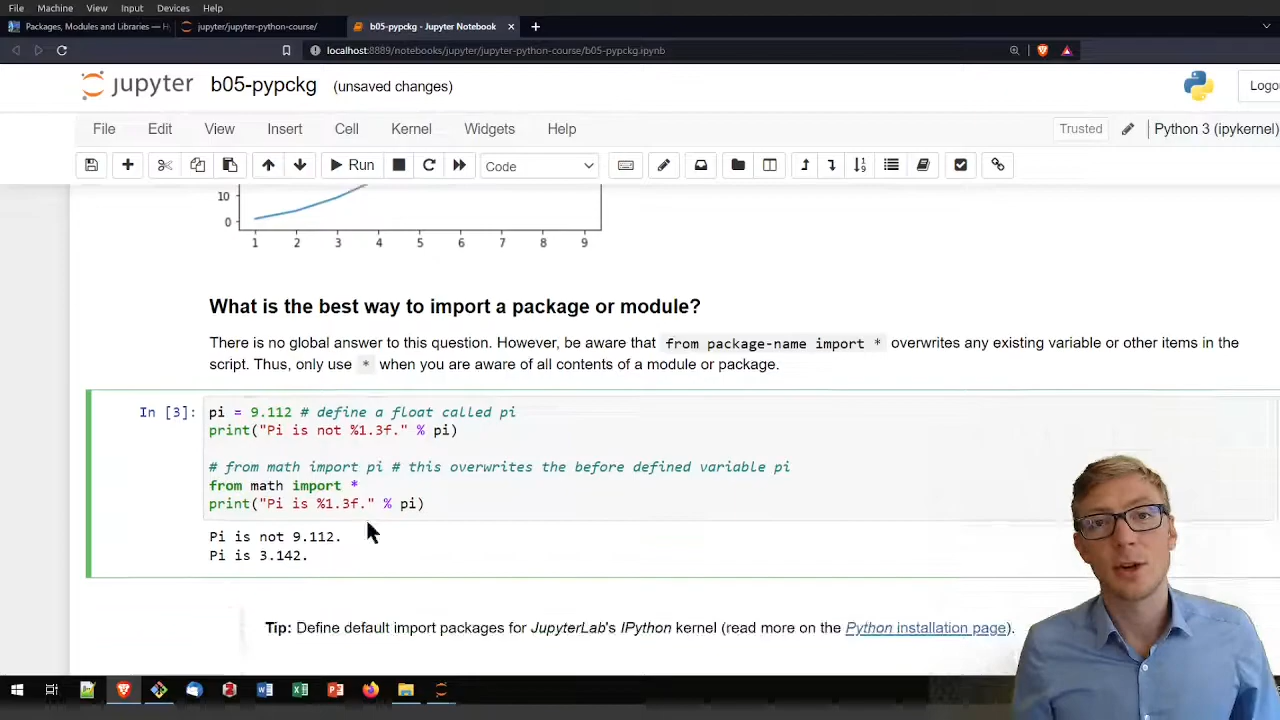 File Machine View Input Devices Help
Packages, Modules and Libraries — H
jupyter/jupyter-python-course/
b05-pypckg - Jupyter Notebook
localhost:8889/notebooks/jupyter/jupyter-python-course/b05-pypckg.ipynb
jupyter b05-pypckg (unsaved changes)
Logo
File Edit View Insert Cell Kernel Widgets Help
Trusted
Python 3 (ipykernel)
Run
Code
10
0
1 2 3 4 5 6 7 8 9
What is the best way to import a package or module?
There is no global answer to this question. However, be aware that from package-name import * overwrites any existing variable or other items in the
script. Thus, only use * when you are aware of all contents of a module or package.
In [3]: pi = 9.112 # define a float called pi
print("Pi is not %1.3f." % pi)
# from math import pi # this overwrites the before defined variable pi
from math import *
print("Pi is %1.3f." % pi)
Pi is not 9.112.
Pi is 3.142.
Tip: Define default import packages for JupyterLab's IPython kernel (read more on the Python installation page).